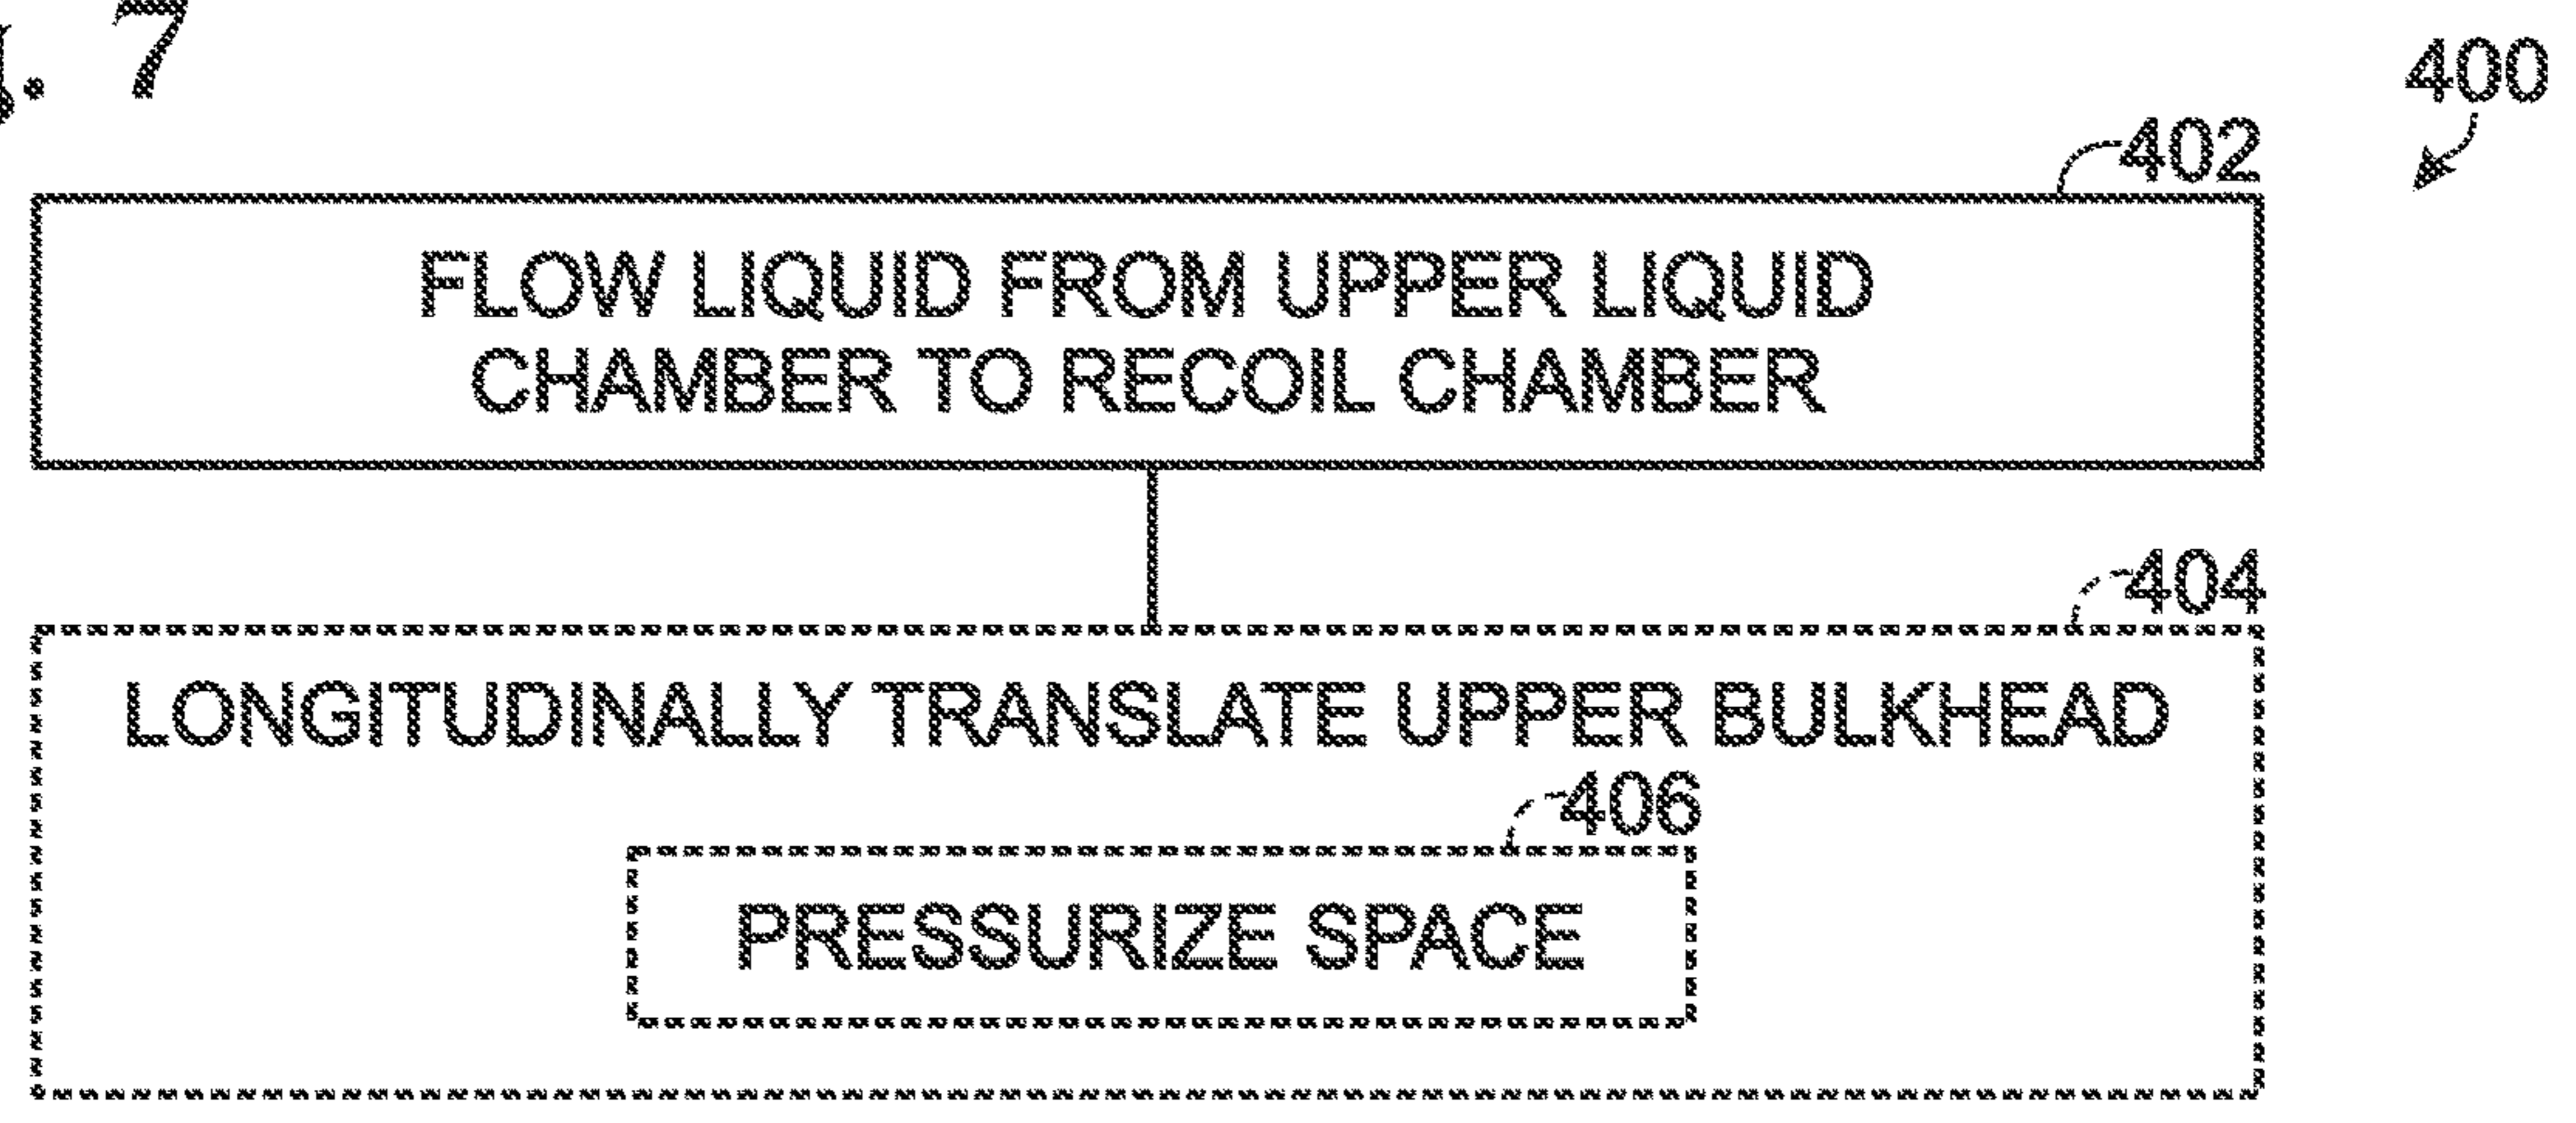 . 7
400
402
FLOW LIQUID FROM UPPER LIQUID
CHAMBER TO RECOIL CHAMBER
404
LONGITUDINALLY TRANSLATE UPPER BULKHEAD
406
PRESSURIZE SPACE